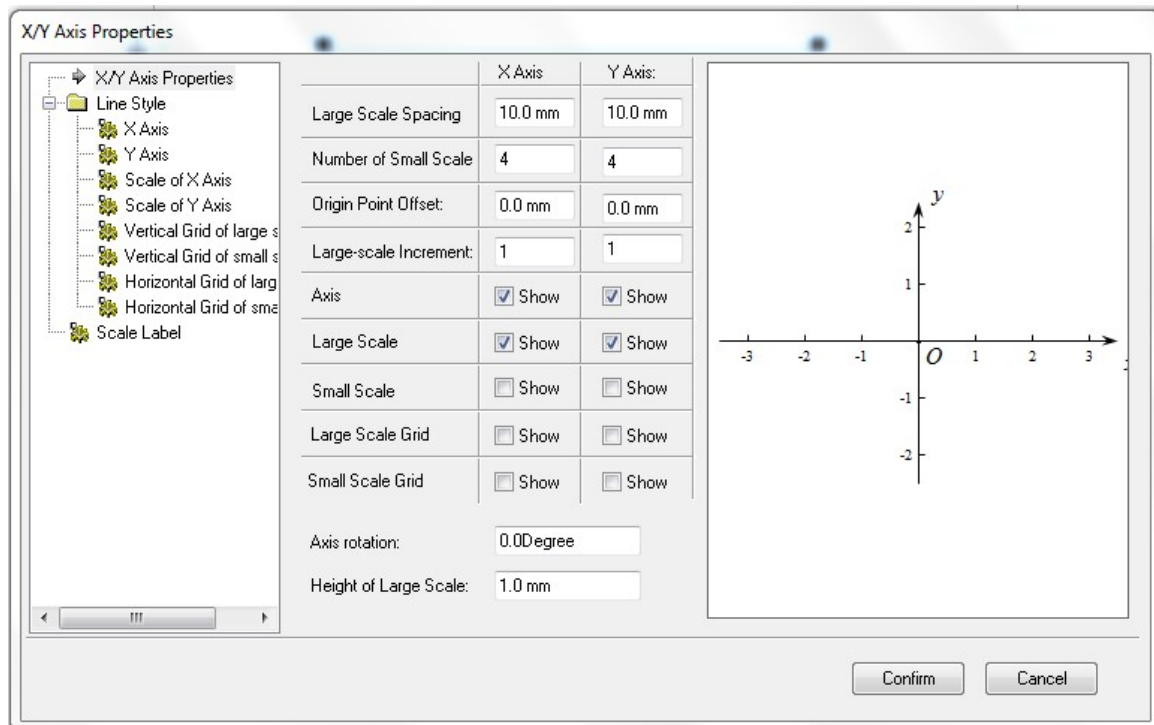 X/Y Axis Properties
X/Y Axis Properties
Line Style
X Axis
Y Axis
Scale of X Axis
Scale of Y Axis
Vertical Grid of large s
Vertical Grid of small s
Horizontal Grid of larg
Horizontal Grid of sma
Scale Label
X Axis Y Axis:
Large Scale Spacing 10.0 mm 10.0 mm
Number of Small Scale 4 4
Origin Point Offset: 0.0 mm 0.0 mm
Large-scale Increment: 1 1
Axis Show Show
Large Scale Show Show
Small Scale Show Show
Large Scale Grid Show Show
Small Scale Grid Show Show
Axis rotation: 0.0Degree
Height of Large Scale: 1.0 mm
y
2
1
-3 -2 -1 O 1 2 3
-1
-2
Confirm Cancel